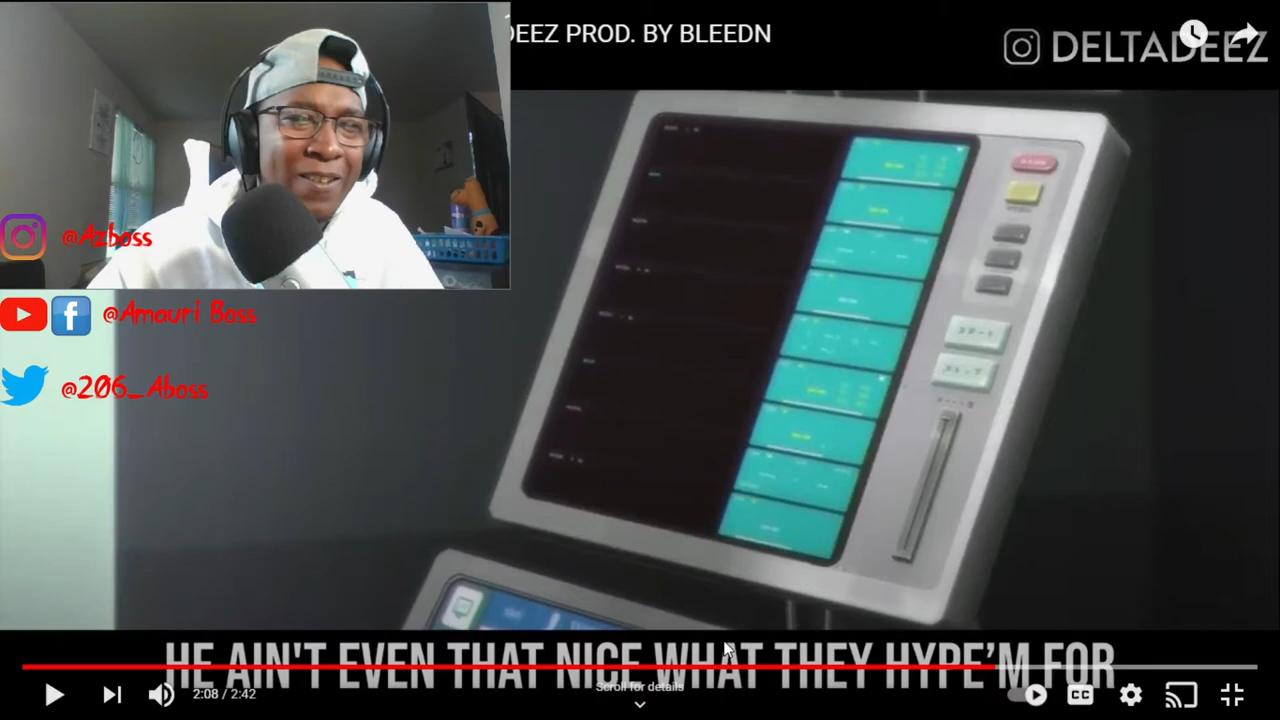 DEEZ PROD. BY BLEEDN
DELTADEEZ
@Azboss
@Amouri Boss
@206_Aboss
HE AIN'T EVEN THAT NICE WHAT THEY HYPE'M FOR
Scroll for details
2:08 / 2:42
CC